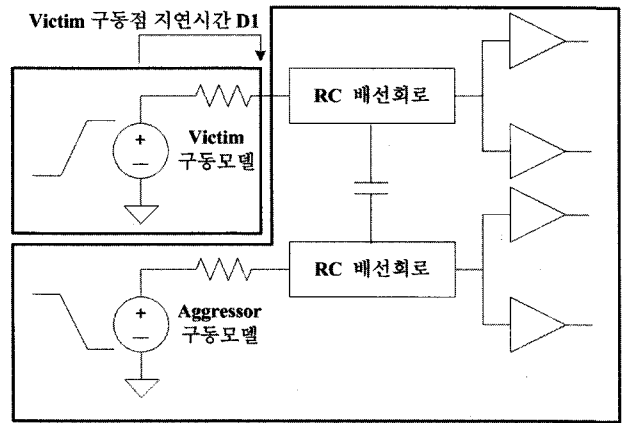 Victim 구동점 지연시간 D1
RC 배선회로
+
Victim
구동모델
RC 배선회로
+
Aggressor
구동모델